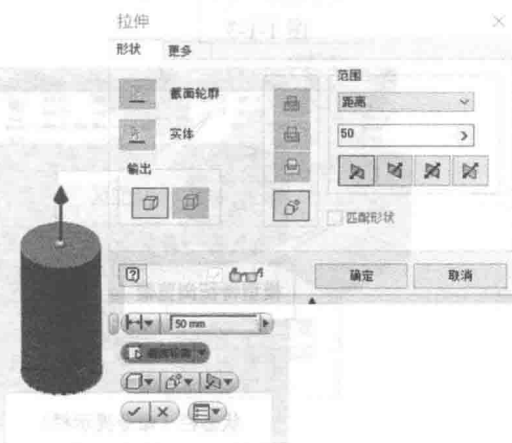 拉伸
形状 更多
截面轮廓
实体
输出
范围
距离
50
匹配形状
确定 取消
50 mm
截面轮廓